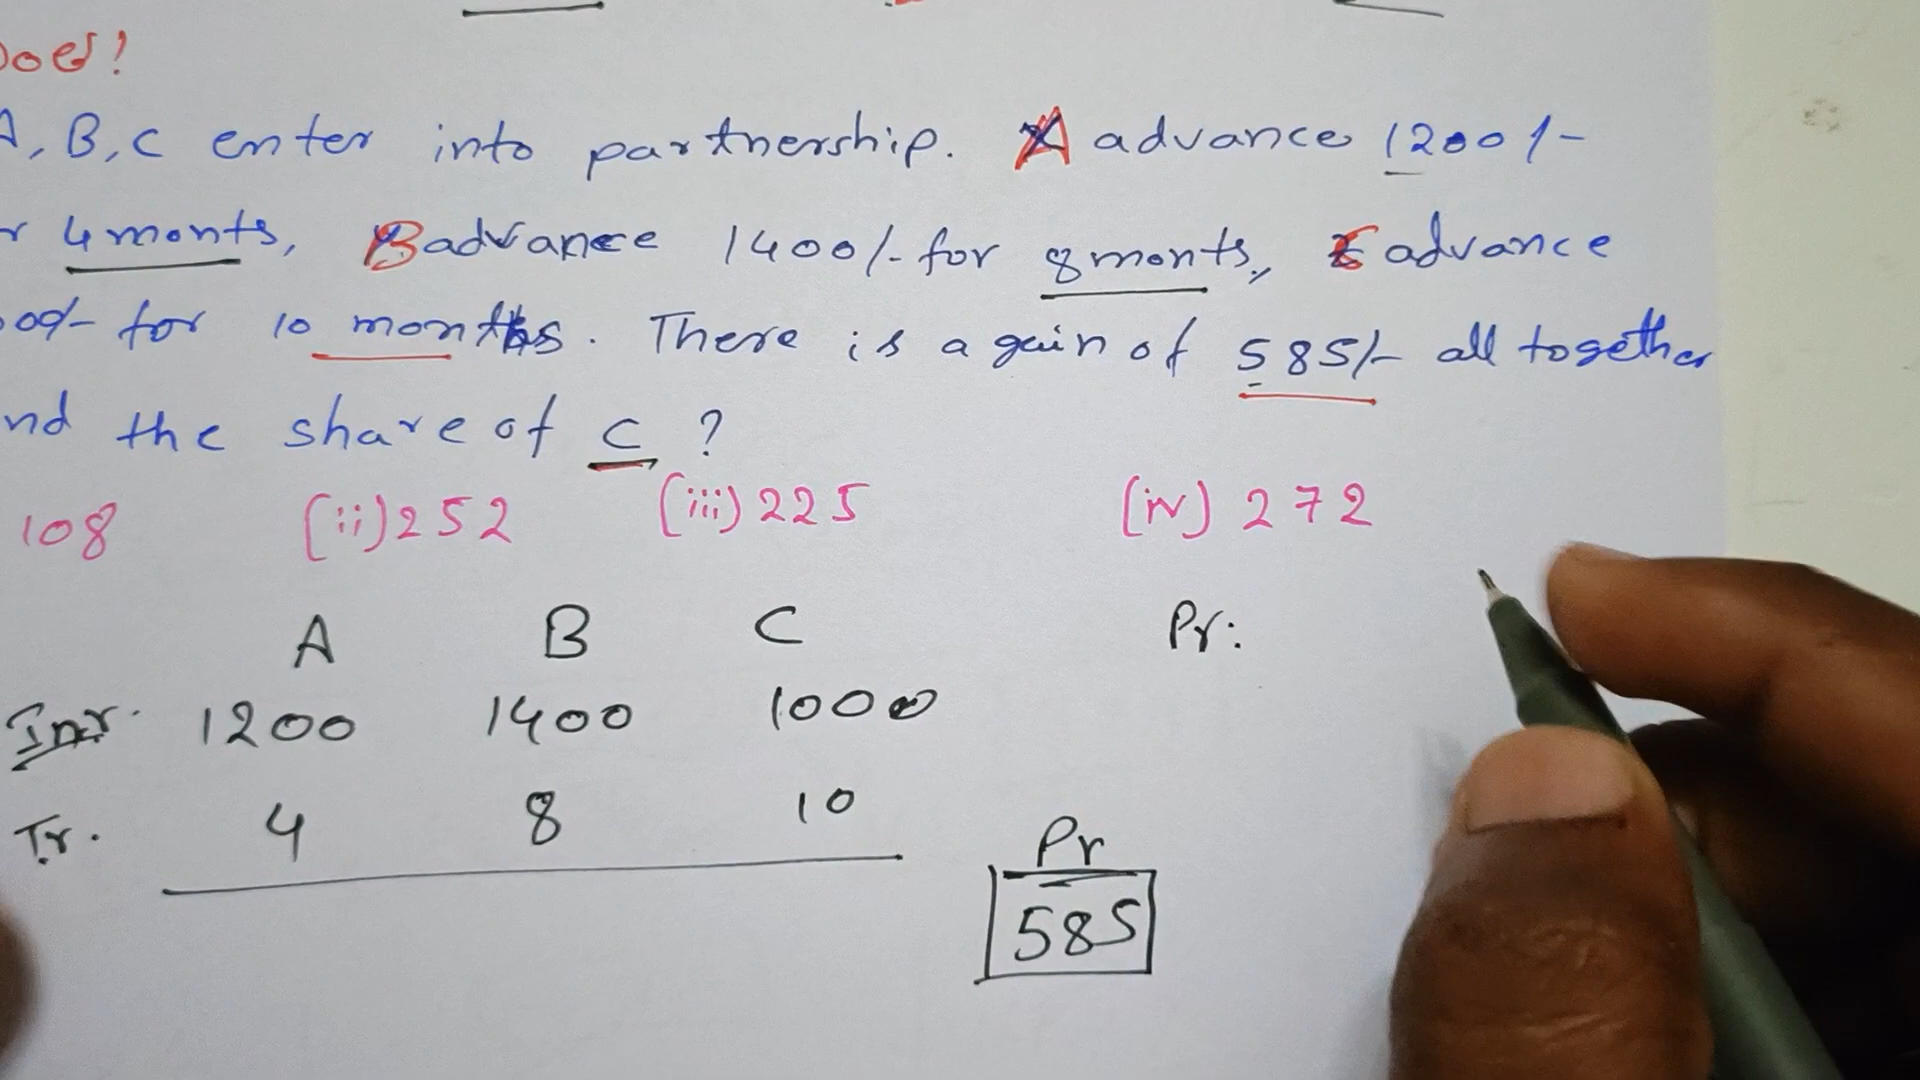 A, B, C enter into partnership. A advance 1200/-
4 monts, B advance 1400/- for 8 monts, C advance
00/- for 10 months. There is a gain of 585/- all together
nd the share of C ?
108 (ii) 252 (iii) 225 (iv) 272
A B C Pr:
Inr. 1200 1400 1000
Tr. 4 8 10
Pr
585